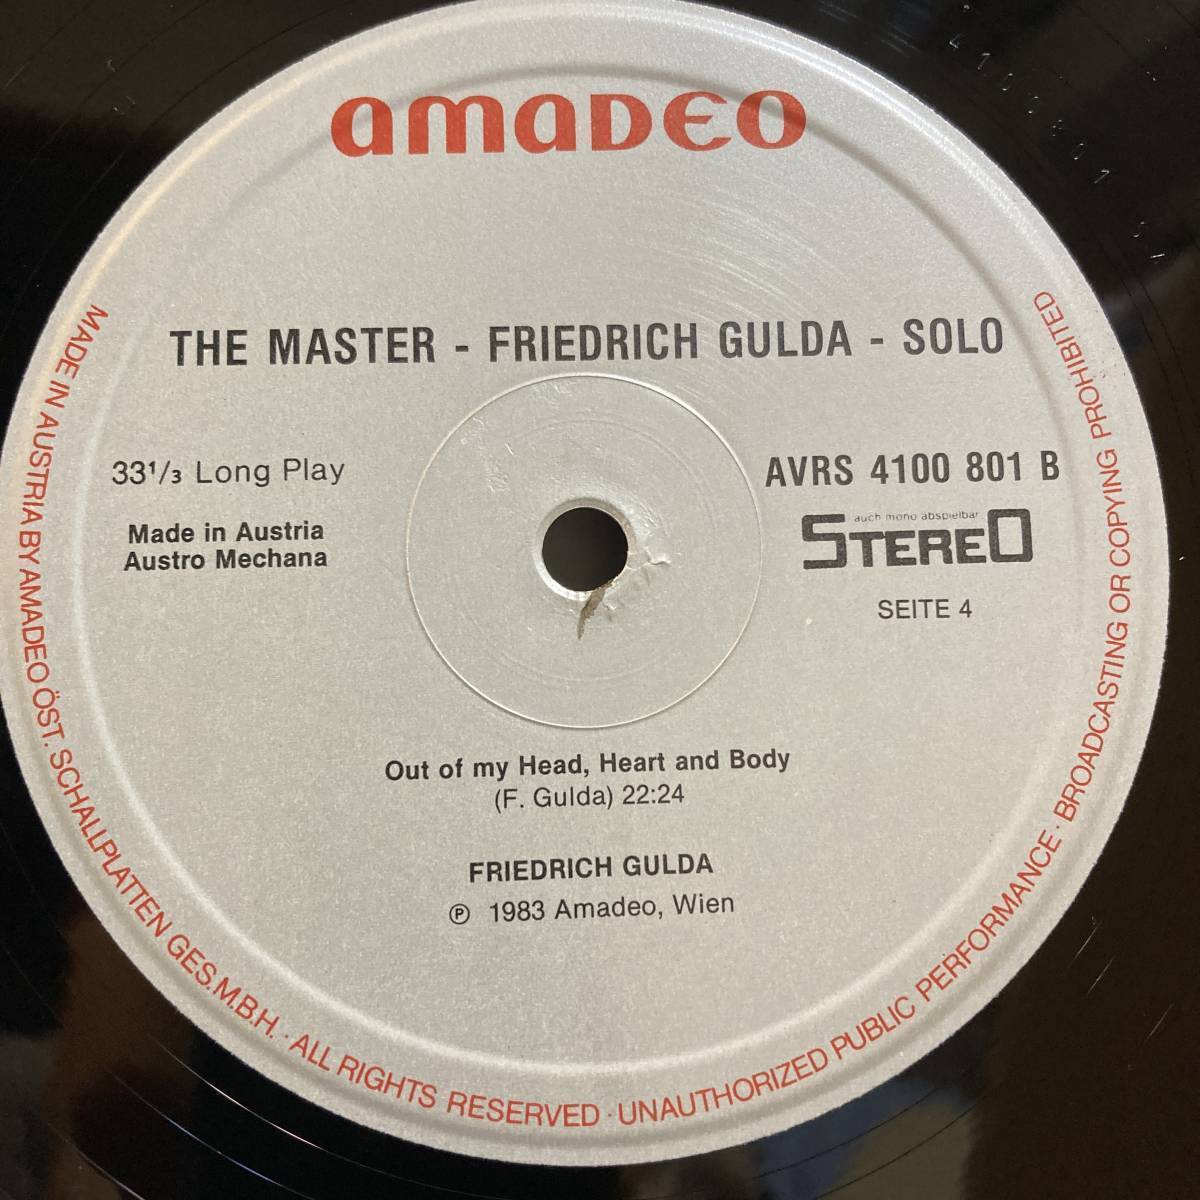 amaDEO
THE MASTER - FRIEDRICH GULDA - SOLO
33 1/3 Long Play
AVRS 4100 801 B
Made in Austria
Austro Mechana
auch mono abspielbar
STEREO
SEITE 4
Out of my Head, Heart and Body
(F. Gulda) 22:24
FRIEDRICH GULDA
℗ 1983 Amadeo, Wien
MADE IN AUSTRIA BY AMADEO ÖST. SCHALLPLATTEN GES.M.B.H. · ALL RIGHTS RESERVED · UNAUTHORIZED PUBLIC PERFORMANCE · BROADCASTING OR COPYING PROHIBITED